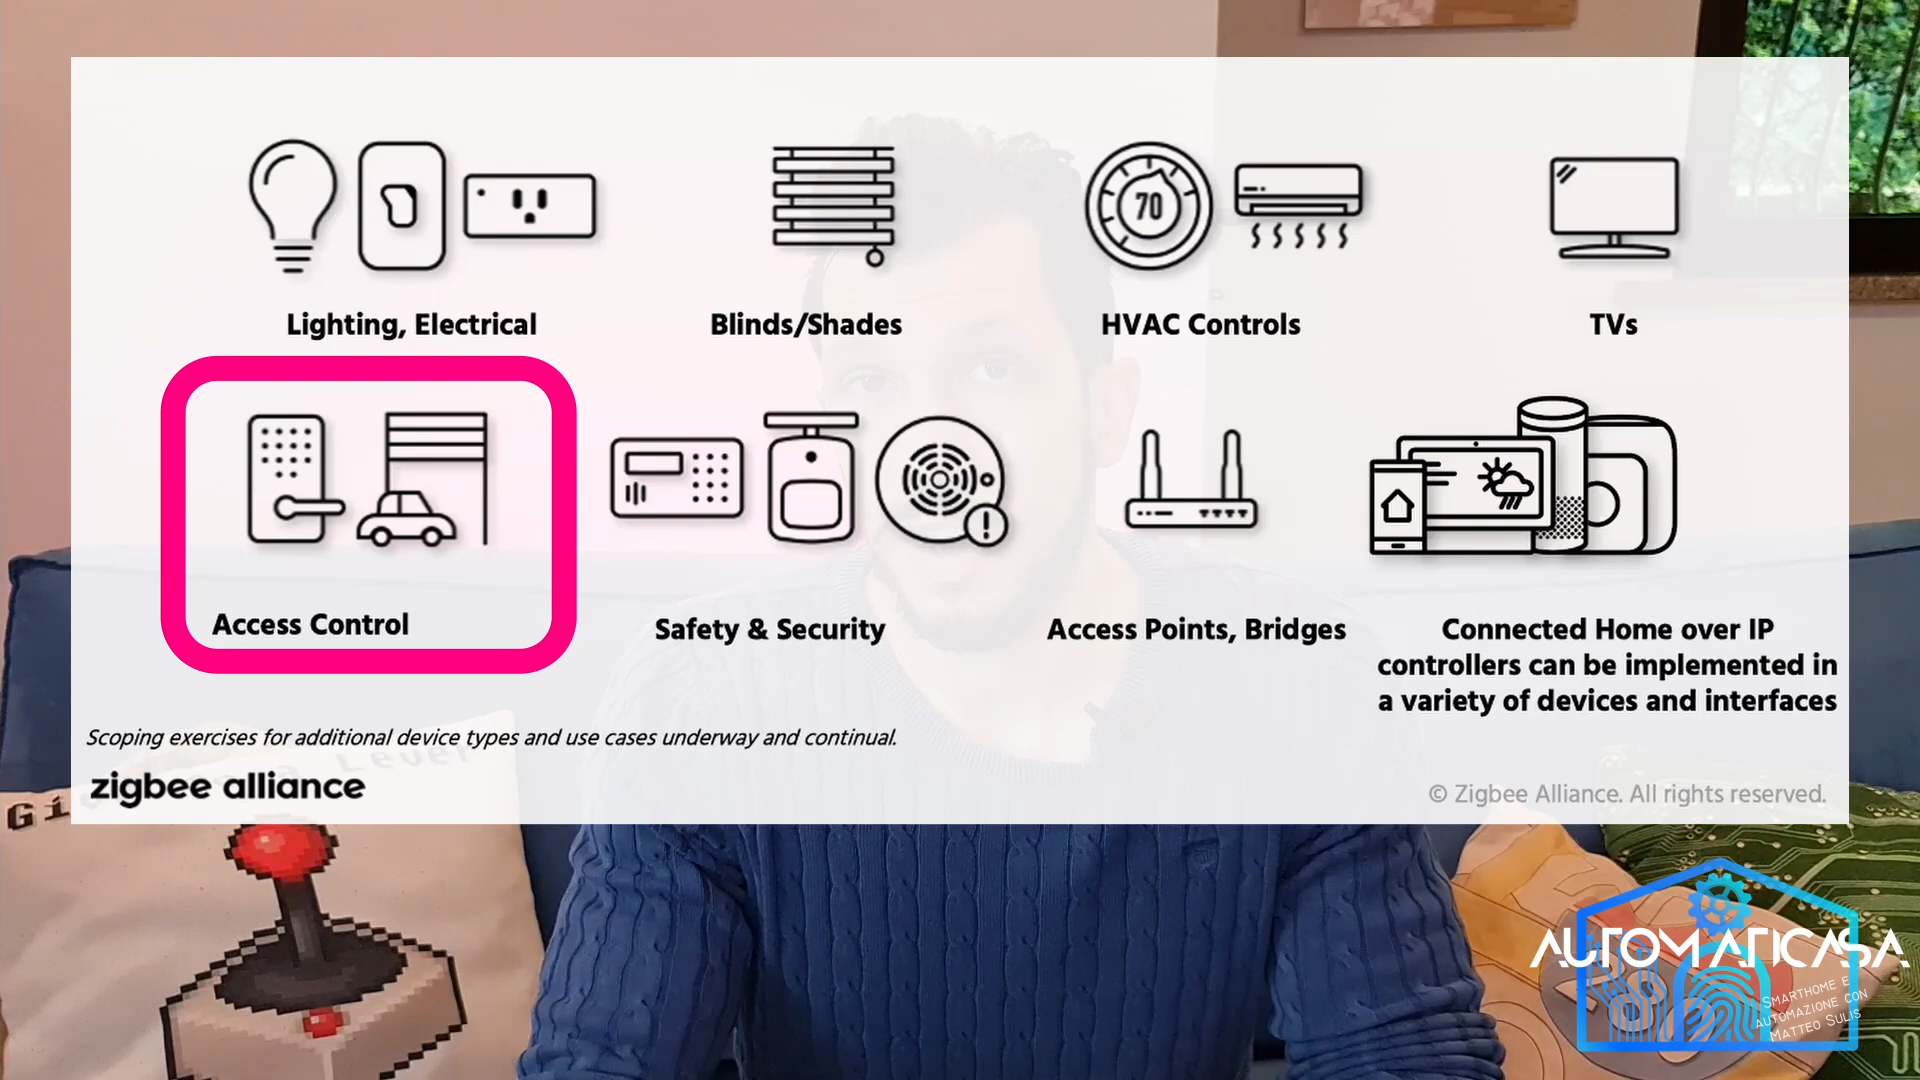 70
Lighting, Electrical
Blinds/Shades
HVAC Controls
TVs
Access Control
Safety & Security
Access Points, Bridges
Connected Home over IP
controllers can be implemented in
a variety of devices and interfaces
Scoping exercises for additional device types and use cases underway and continual.
zigbee alliance
© Zigbee Alliance. All rights reserved.
Level
AUTOMATICASA
SMARTHOME E
AUTOMAZIONE CON
MATTEO SULIS